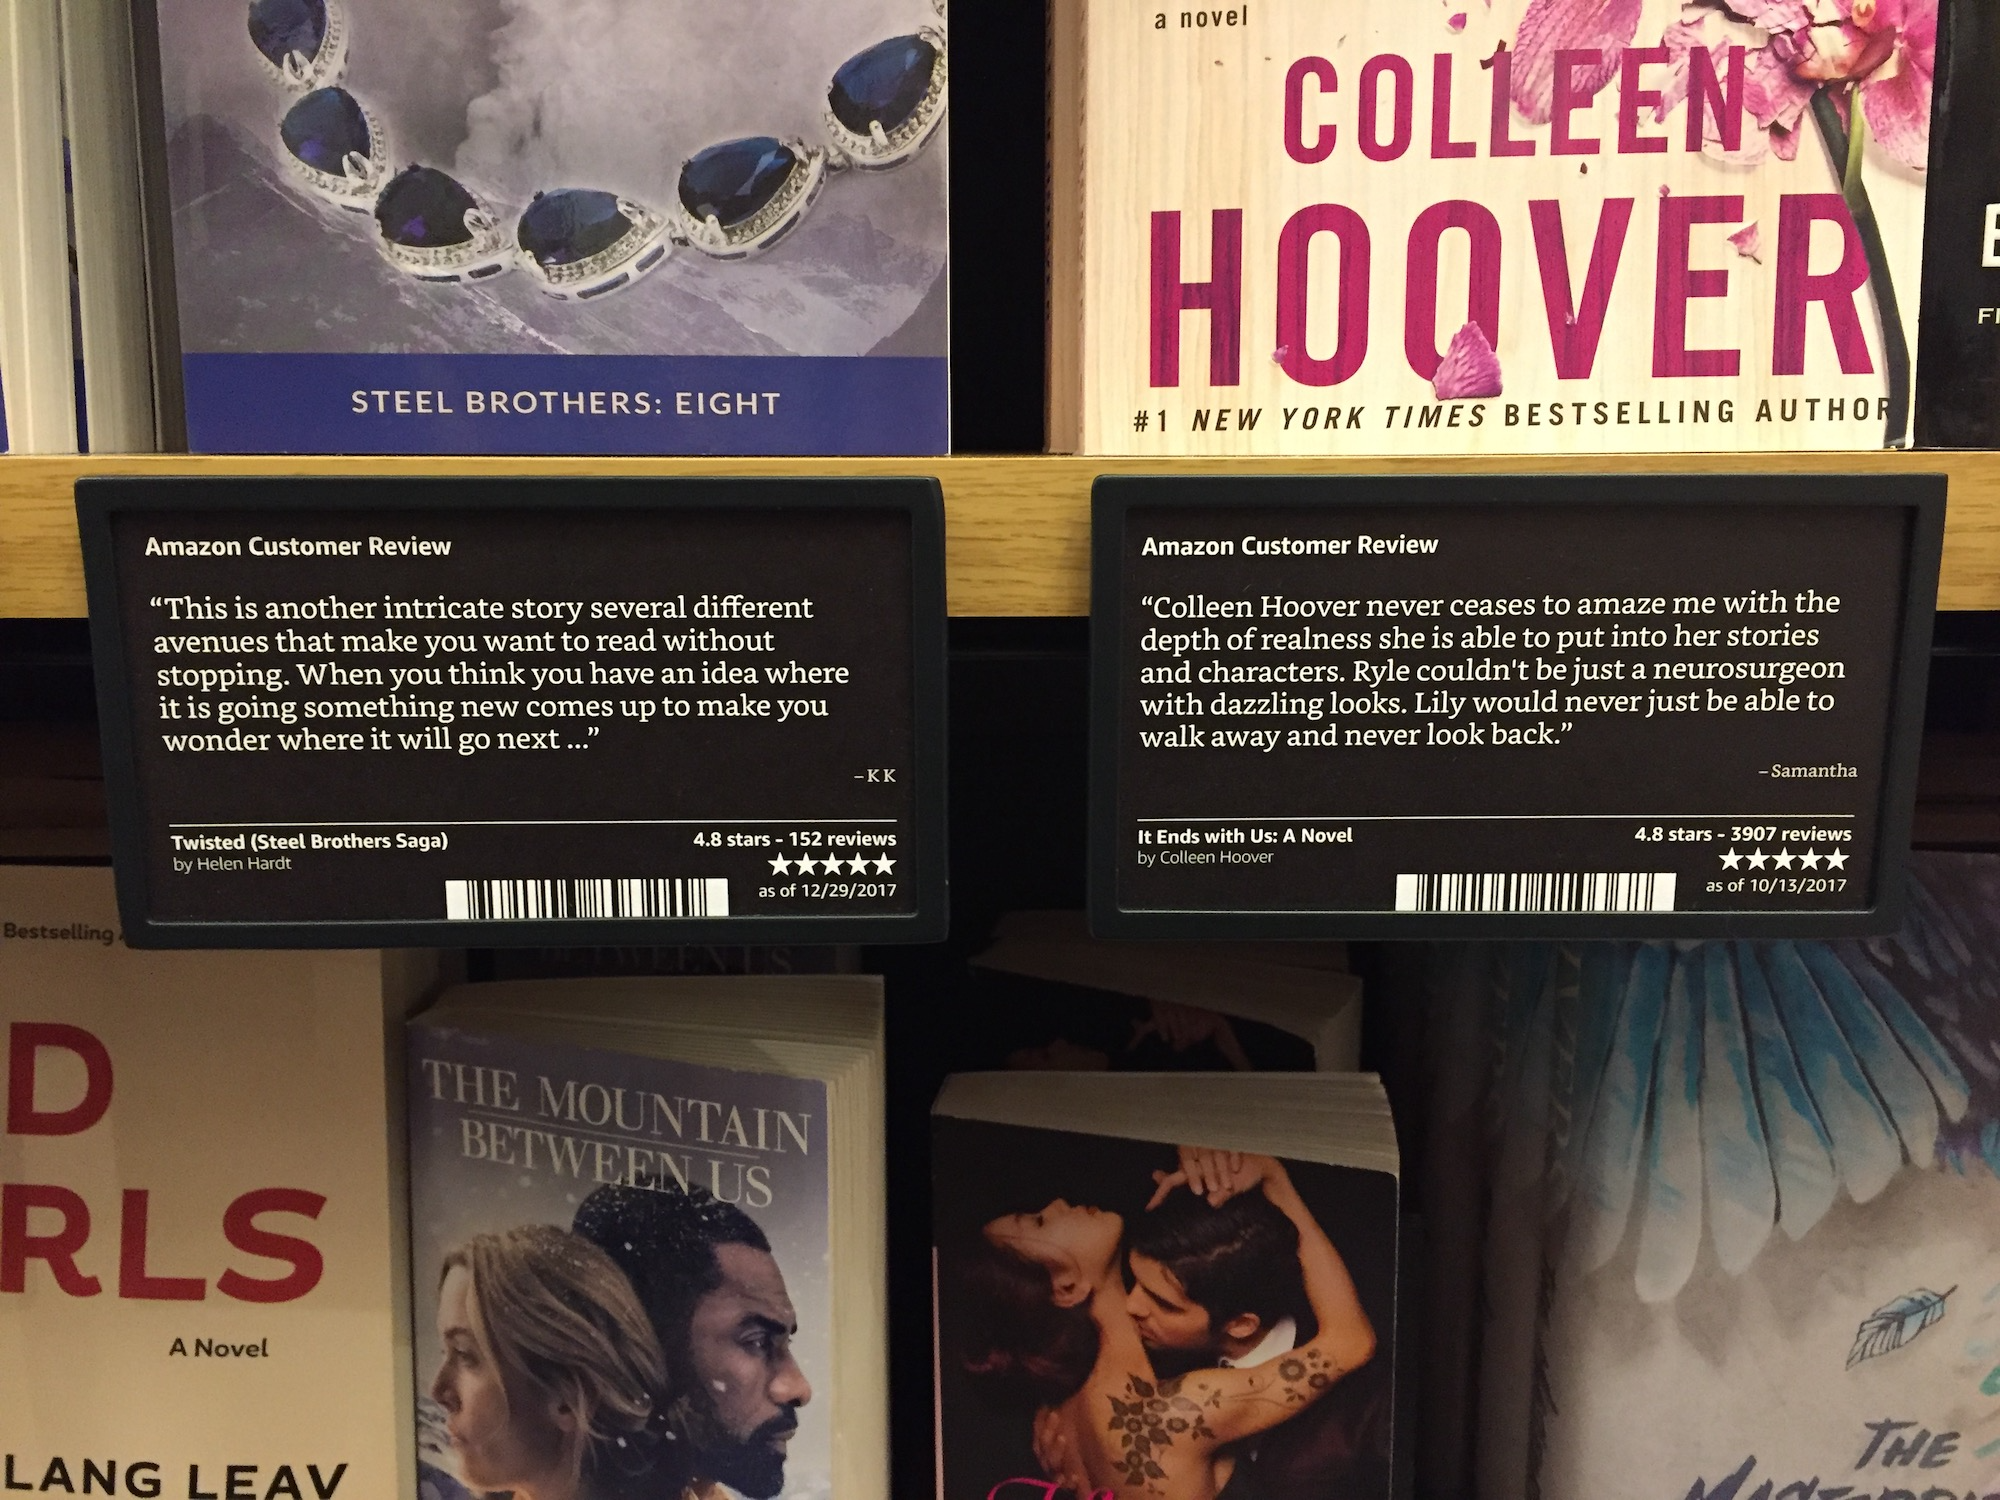 STEEL BROTHERS: EIGHT
a novel
COLLEEN
HOOVER
#1 NEW YORK TIMES BESTSELLING AUTHOR
Amazon Customer Review
“This is another intricate story several different
avenues that make you want to read without
stopping. When you think you have an idea where
it is going something new comes up to make you
wonder where it will go next ...”
– K K
Twisted (Steel Brothers Saga)
by Helen Hardt
4.8 stars - 152 reviews
as of 12/29/2017
Amazon Customer Review
“Colleen Hoover never ceases to amaze me with the
depth of realness she is able to put into her stories
and characters. Ryle couldn't be just a neurosurgeon
with dazzling looks. Lily would never just be able to
walk away and never look back.”
– Samantha
It Ends with Us: A Novel
by Colleen Hoover
4.8 stars - 3907 reviews
as of 10/13/2017
Bestselling
D
RLS
A Novel
LANG LEAV
BETWEEN US
THE MOUNTAIN
BETWEEN US
THE